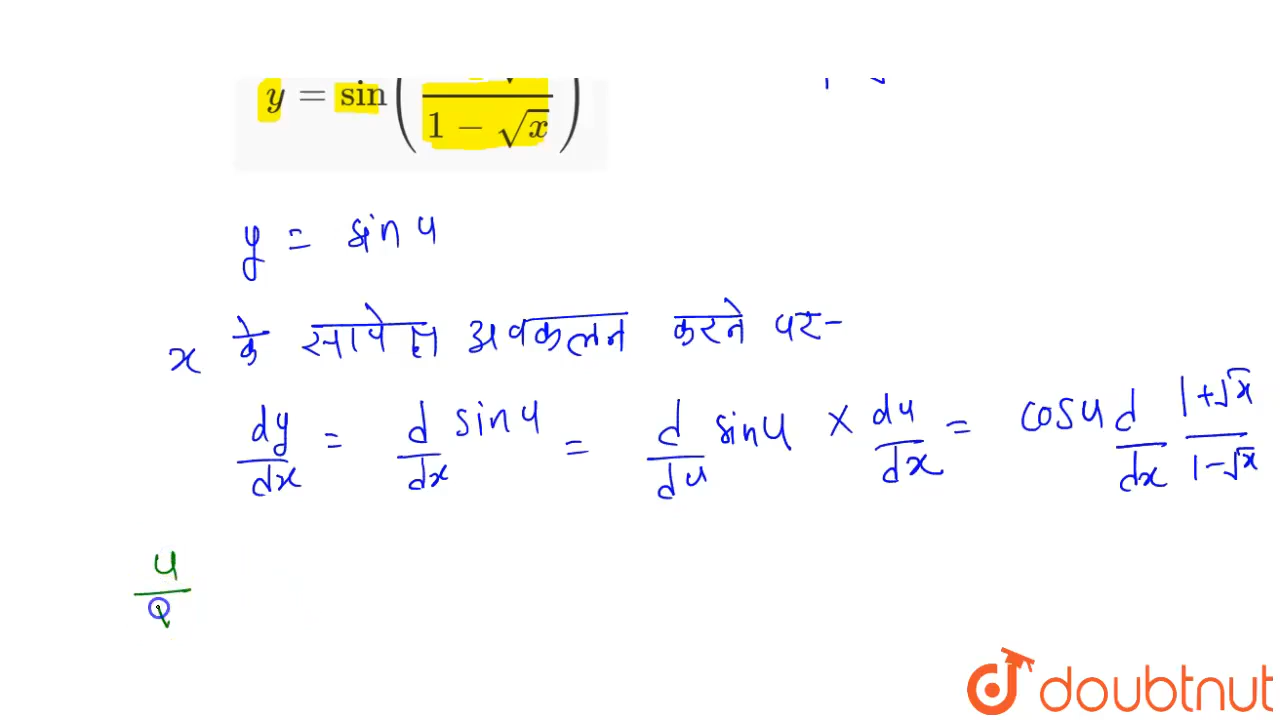 y = sin( / 1 − √x )
y = sin u
x के सापेक्ष अवकलन करने पर-
dy/dx = d/dx sin u = d/du sin u × du/dx = cos u d/dx 1+√x/1-√x
u/v
doubtnut